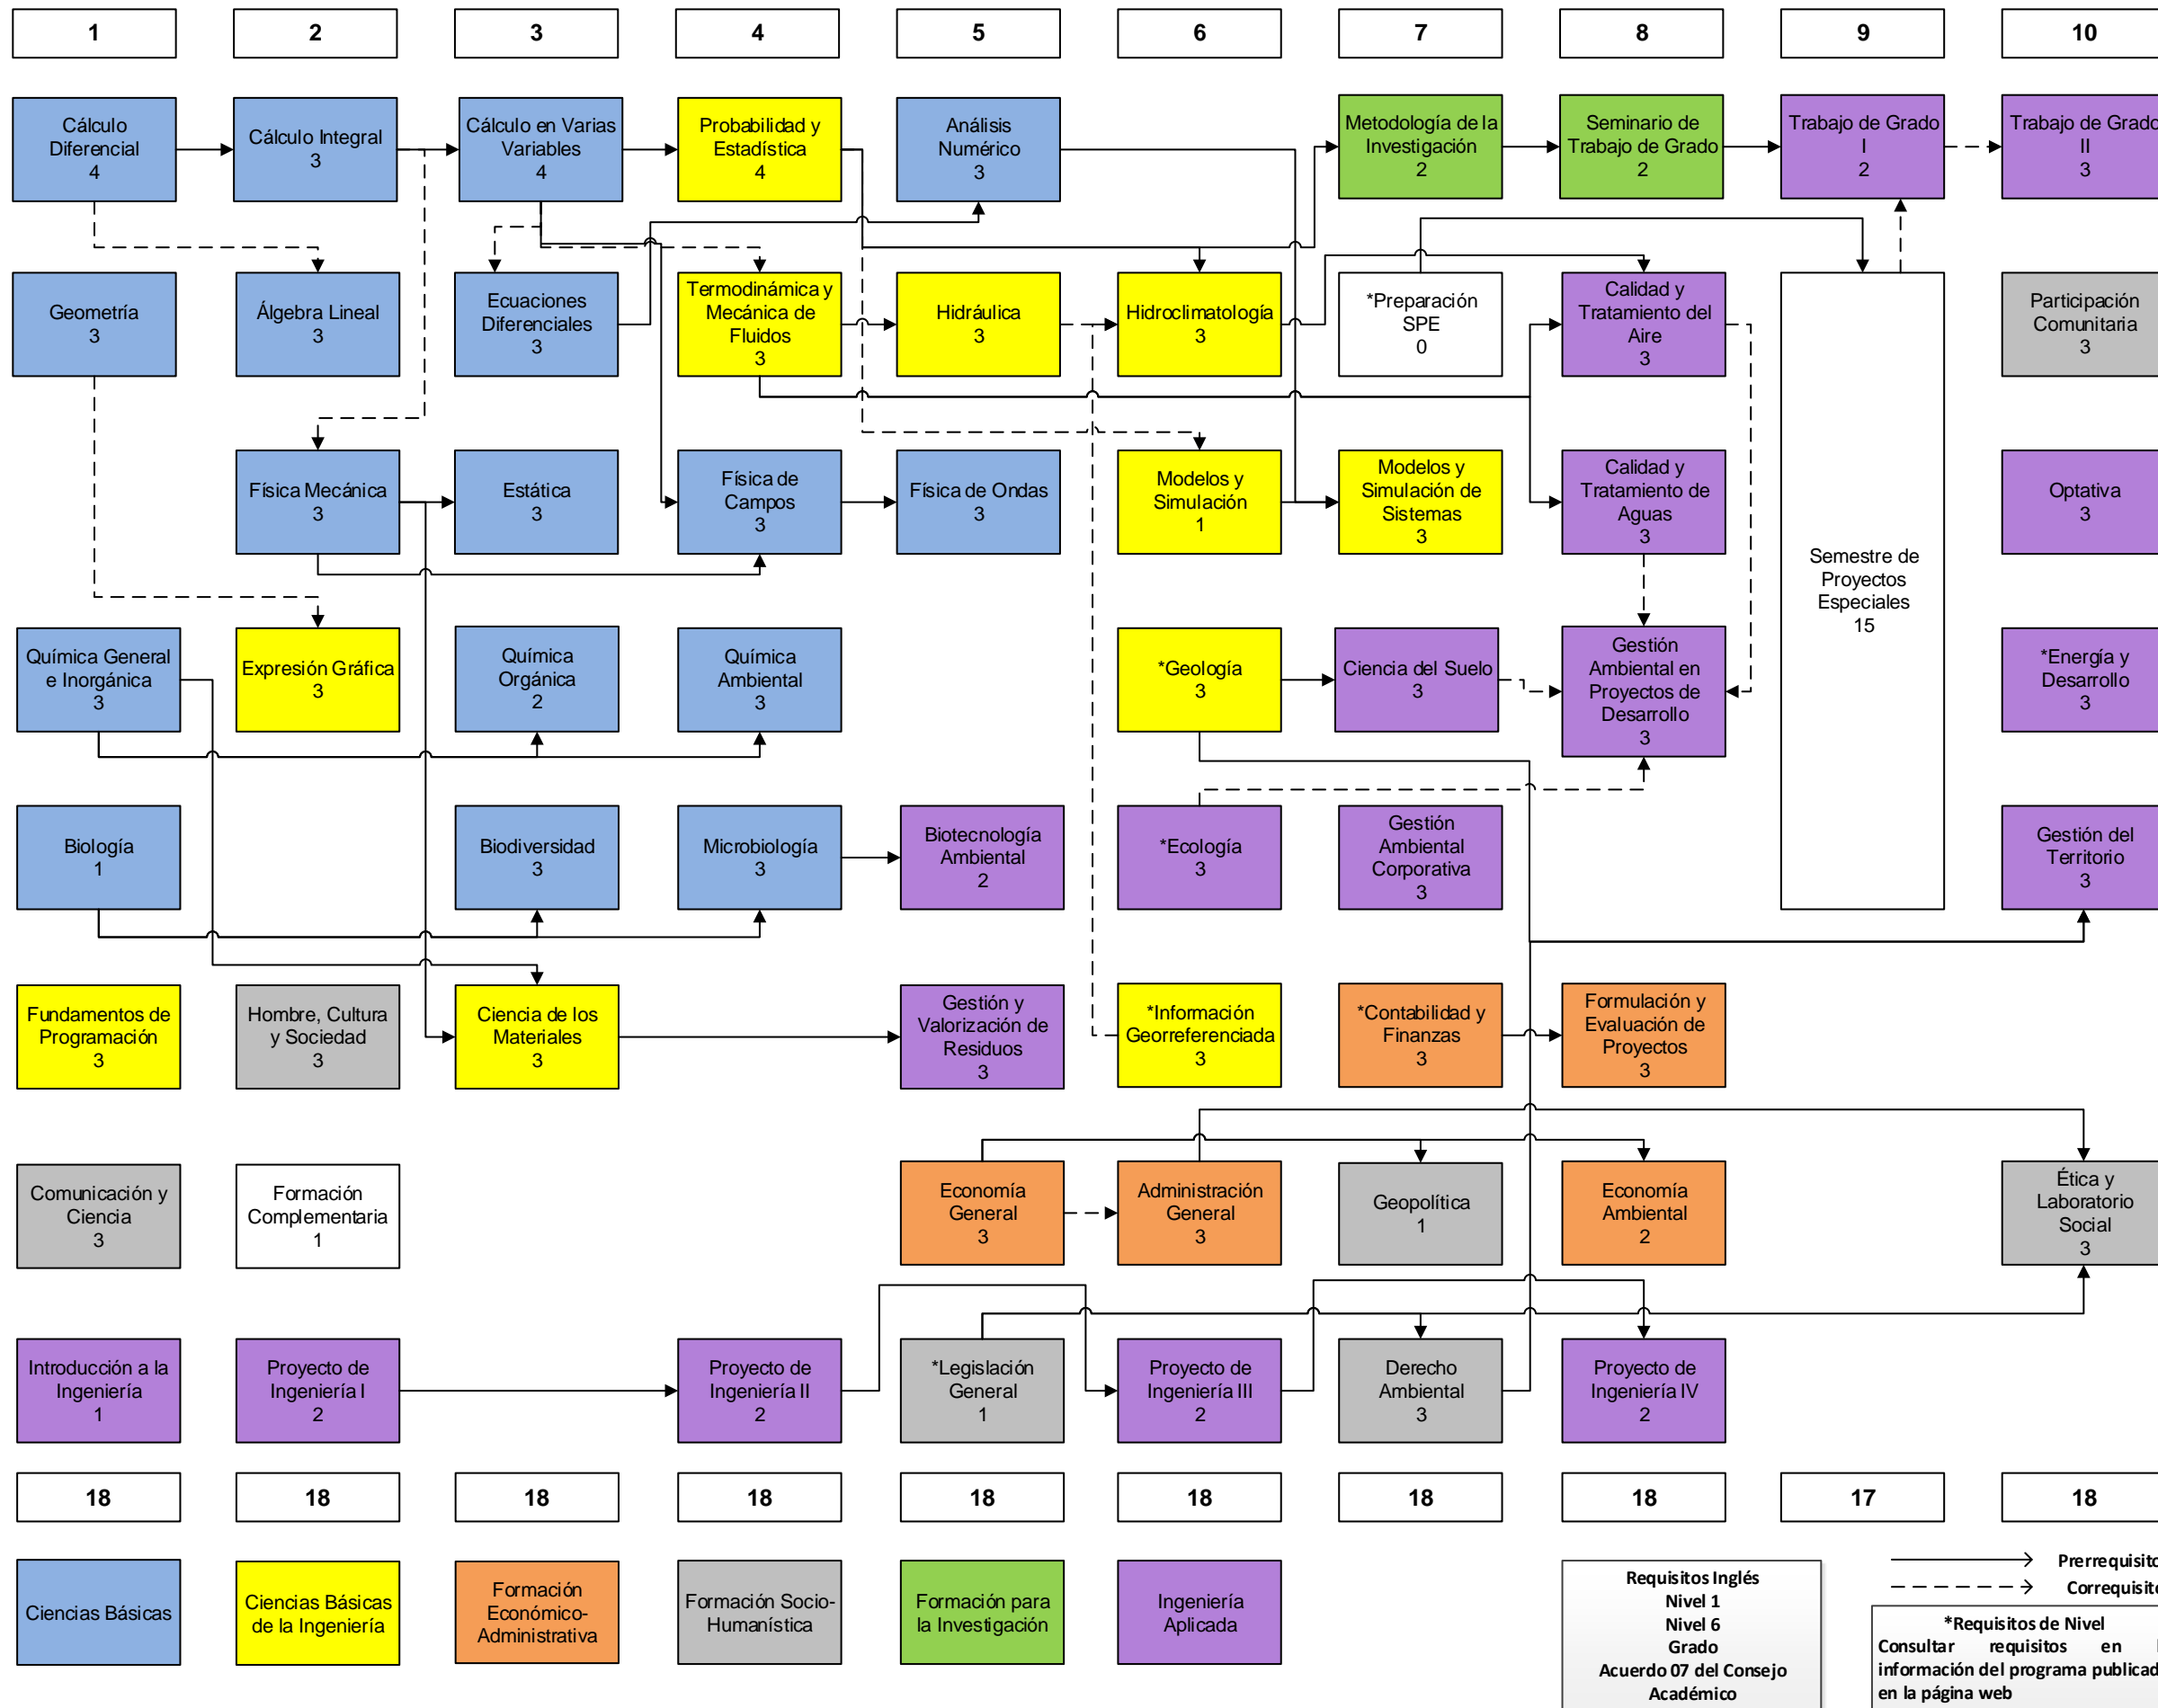 1
2
3
4
5
6
7
8
9
10
Cálculo
Diferencial
4
Cálculo Integral
3
Cálculo en Varias
Variables
4
Probabilidad y
Estadística
4
Análisis
Numérico
3
Metodología de la
Investigación
2
Seminario de
Trabajo de Grado
2
Trabajo de Grado
I
2
Trabajo de Grado
II
3
Geometría
3
Álgebra Lineal
3
Ecuaciones
Diferenciales
3
Termodinámica y
Mecánica de
Fluidos
3
Hidráulica
3
Hidroclimatología
3
*Preparación
SPE
0
Calidad y
Tratamiento del
Aire
3
Semestre de
Proyectos
Especiales
15
Participación
Comunitaria
3
Física Mecánica
3
Estática
3
Física de
Campos
3
Física de Ondas
3
Modelos y
Simulación
1
Modelos y
Simulación de
Sistemas
3
Calidad y
Tratamiento de
Aguas
3
Optativa
3
Química General
e Inorgánica
3
Expresión Gráfica
3
Química
Orgánica
2
Química
Ambiental
3
*Geología
3
Ciencia del Suelo
3
Gestión
Ambiental en
Proyectos de
Desarrollo
3
*Energía y
Desarrollo
3
Biología
1
Biodiversidad
3
Microbiología
3
Biotecnología
Ambiental
2
*Ecología
3
Gestión
Ambiental
Corporativa
3
Gestión del
Territorio
3
Fundamentos de
Programación
3
Hombre, Cultura
y Sociedad
3
Ciencia de los
Materiales
3
Gestión y
Valorización de
Residuos
3
*Información
Georreferenciada
3
*Contabilidad y
Finanzas
3
Formulación y
Evaluación de
Proyectos
3
Comunicación y
Ciencia
3
Formación
Complementaria
1
Economía
General
3
Administración
General
3
Geopolítica
1
Economía
Ambiental
2
Ética y
Laboratorio
Social
3
Introducción a la
Ingeniería
1
Proyecto de
Ingeniería I
2
Proyecto de
Ingeniería II
2
*Legislación
General
1
Proyecto de
Ingeniería III
2
Derecho
Ambiental
3
Proyecto de
Ingeniería IV
2
18
18
18
18
18
18
18
18
17
18
Ciencias Básicas
Ciencias Básicas
de la Ingeniería
Formación
Económico-
Administrativa
Formación Socio-
Humanística
Formación para
la Investigación
Ingeniería
Aplicada
Requisitos Inglés
Nivel 1
Nivel 6
Grado
Acuerdo 07 del Consejo
Académico
Prerrequisito
Correquisito
*Requisitos de Nivel
Consultar requisitos en
información del programa publicad
en la página web